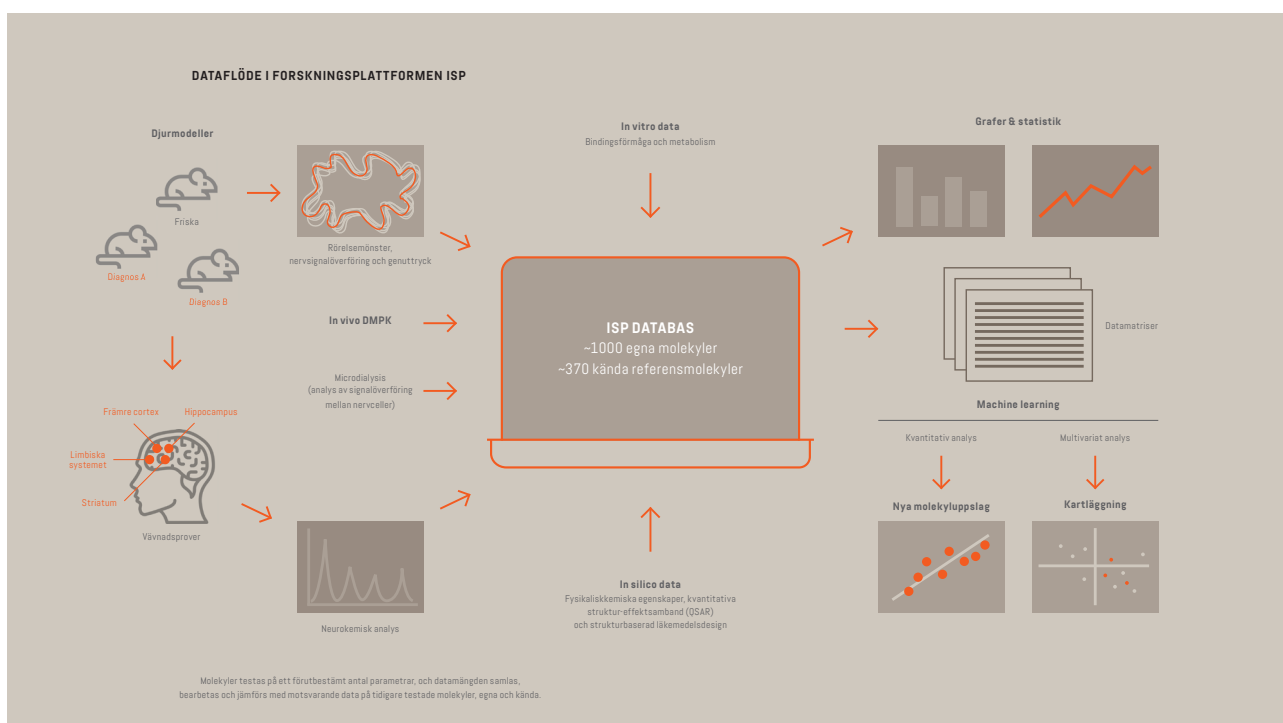 DATAFLÖDE I FORSKNINGSPLATTFORMEN ISP
Djurmodeller
Friska
Diagnos A
Diagnoa B
Rörelsemönster,
nervsignalöverföring och genuttryck
In vivo DMPK
Microdialysis
(analys av signalöverföring
mellan nervceller)
Främre cortex
Hippocampus
Limbiska
systemet
Striatum
Vävnadsprover
Neurokemisk analys
In vitro data
Bindingsförmåga och metabolism
ISP DATABAS
~1000 egna molekyler
~370 kända referensmolekyler
In silico data
Fysikaliskkemiska egenskaper, kvantitativa
struktur-effektsamband (QSAR)
och strukturbaserad läkemedelsdesign
Grafer & statistik
Datamatriser
Machine learning
Kvantitativ analys
Multivariat analys
Nya molekyluppslag
Kartläggning
Molekyler testas på ett förutbestämt antal parametrar, och datamängden samlas,
bearbetas och jämförs med motsvarande data på tidigare testade molekyler, egna och kända.